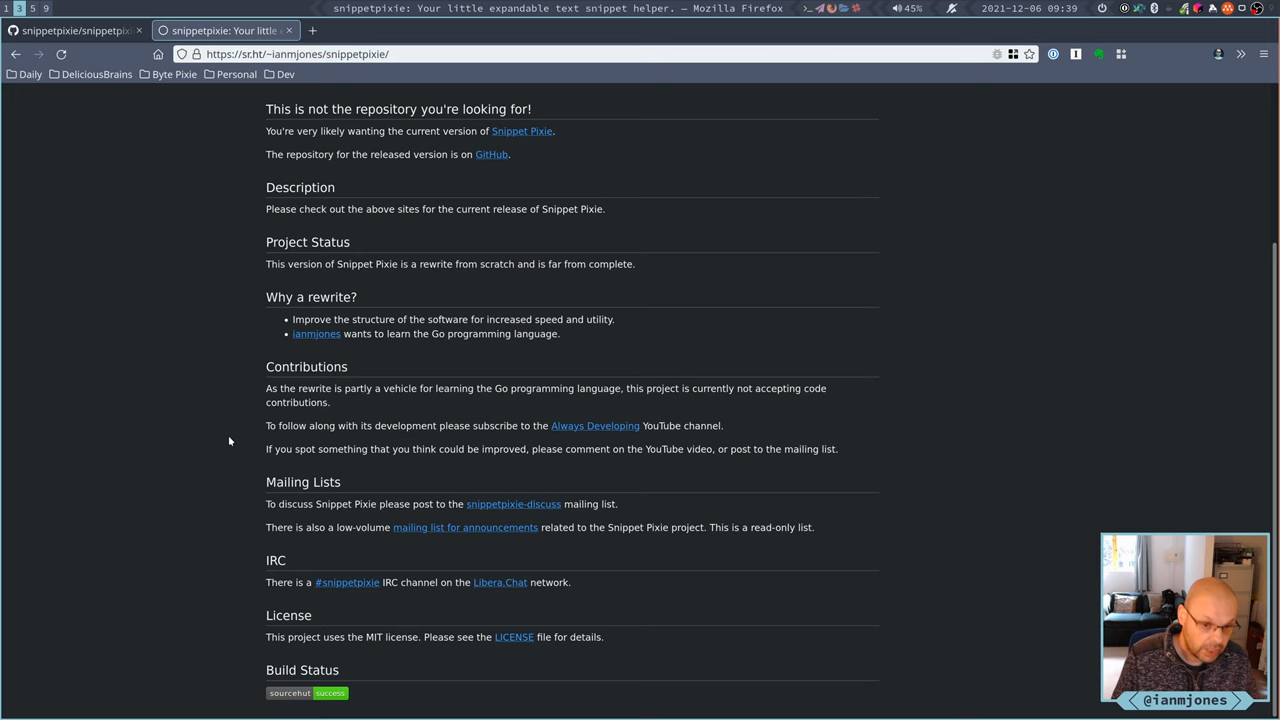 1 3 5 9
snippetpixie: Your little expandable text snippet helper. — Mozilla Firefox
45%
2021-12-06 09:39
snippetpixie/snippetpix
snippetpixie: Your little e
https://sr.ht/~ianmjones/snippetpixie/
Daily DeliciousBrains Byte Pixie Personal Dev
This is not the repository you're looking for!
You're very likely wanting the current version of Snippet Pixie.
The repository for the released version is on GitHub.
Description
Please check out the above sites for the current release of Snippet Pixie.
Project Status
This version of Snippet Pixie is a rewrite from scratch and is far from complete.
Why a rewrite?
• Improve the structure of the software for increased speed and utility.
• ianmjones wants to learn the Go programming language.
Contributions
As the rewrite is partly a vehicle for learning the Go programming language, this project is currently not accepting code
contributions.
To follow along with its development please subscribe to the Always Developing YouTube channel.
If you spot something that you think could be improved, please comment on the YouTube video, or post to the mailing list.
Mailing Lists
To discuss Snippet Pixie please post to the snippetpixie-discuss mailing list.
There is also a low-volume mailing list for announcements related to the Snippet Pixie project. This is a read-only list.
IRC
There is a #snippetpixie IRC channel on the Libera.Chat network.
License
This project uses the MIT license. Please see the LICENSE file for details.
Build Status
sourcehut success
@ianmjones